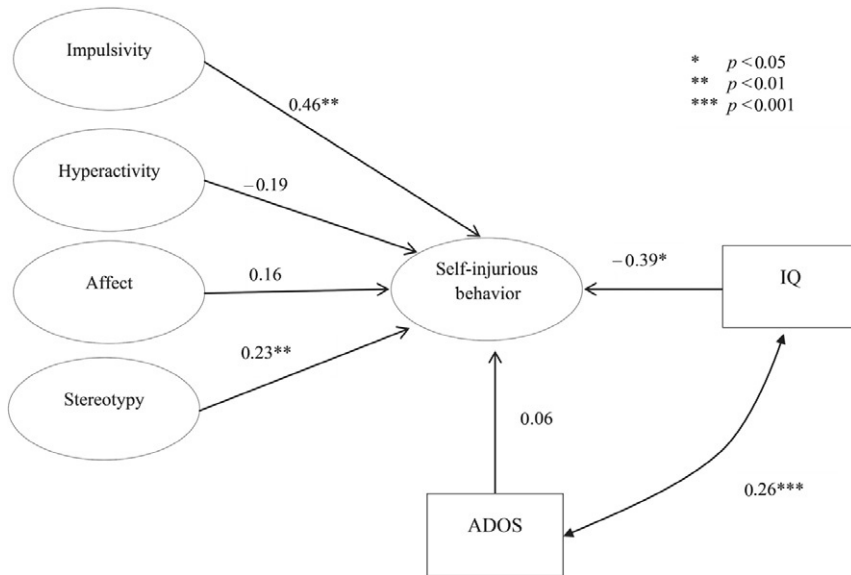 Impulsivity
* p<0.05
** p<0.01
*** p<0.001
0.46**
Hyperactivity
−0.19
Affect
0.16
Self-injurious
behavior
−0.39*
IQ
0.23**
Stereotypy
0.06
0.26***
ADOS